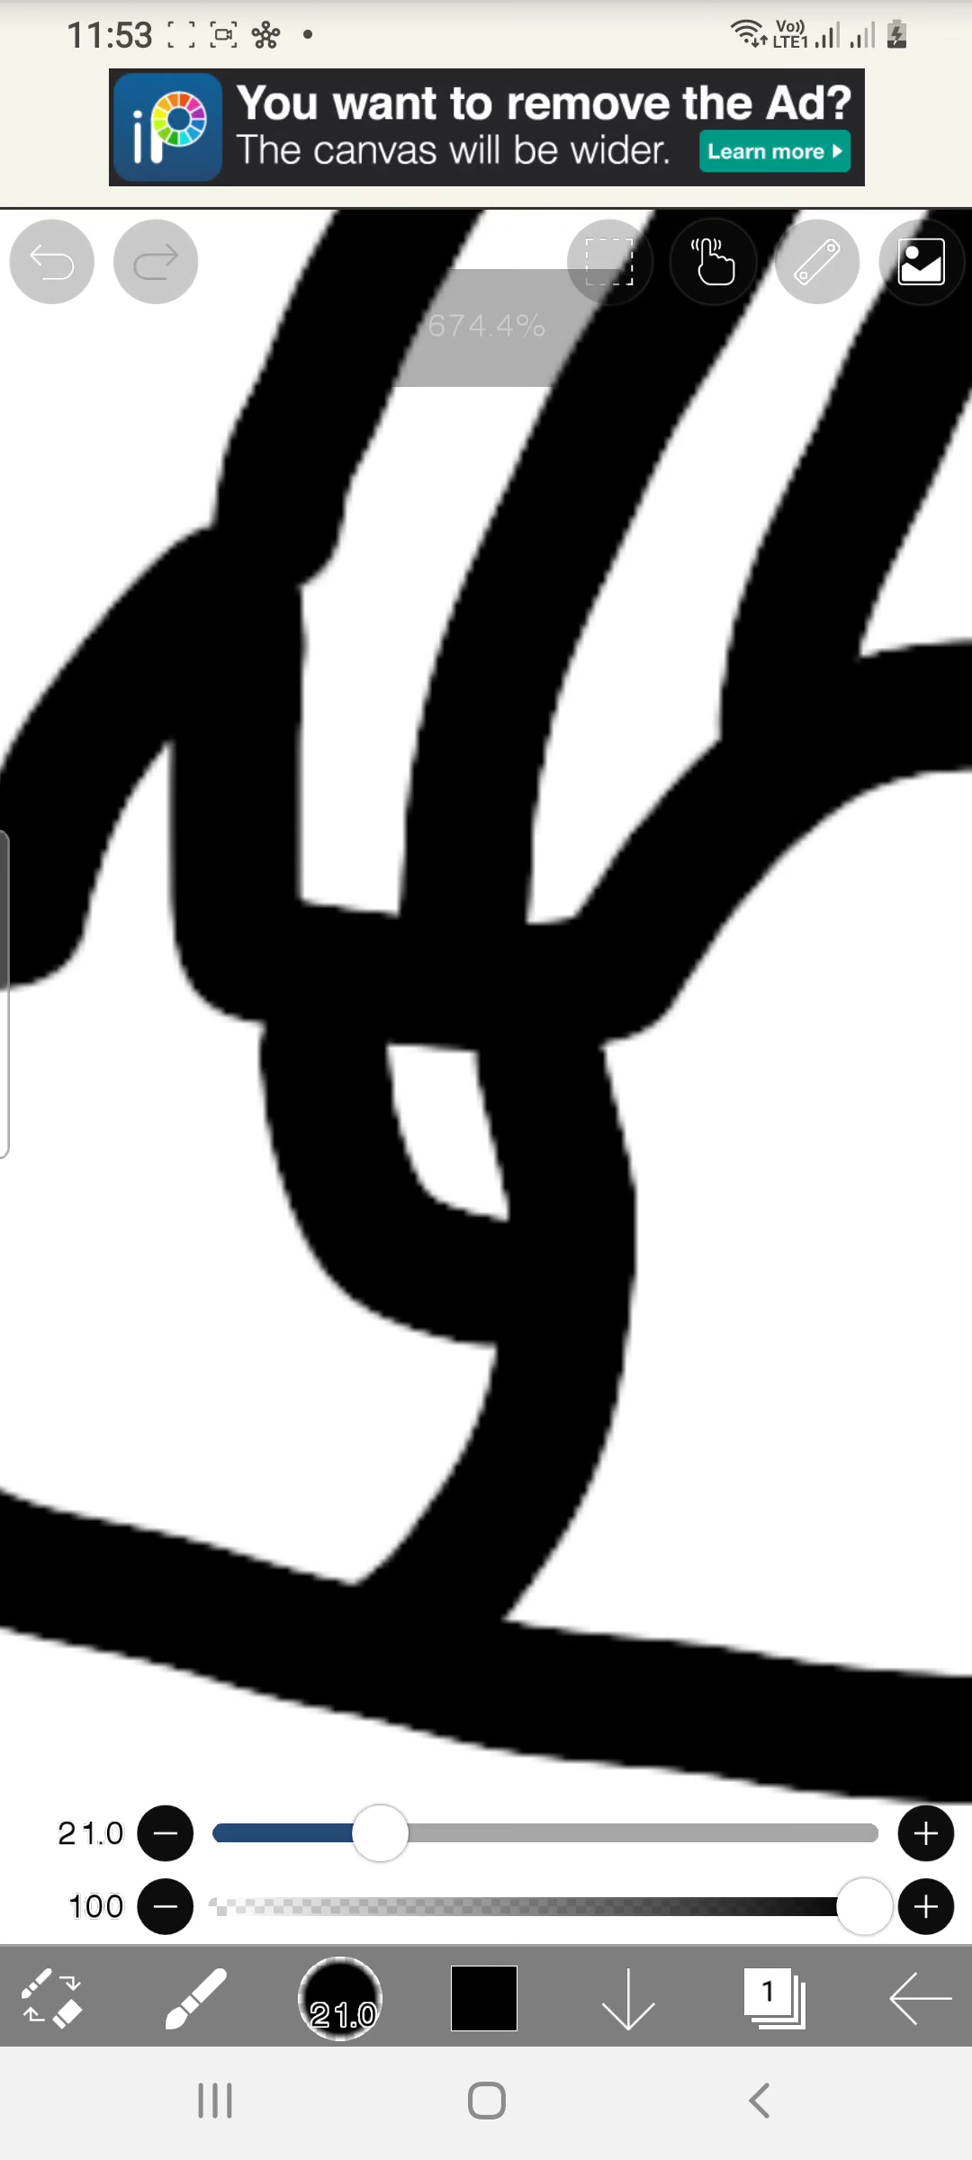 11:53
Vo))
LTE1
iP
You want to remove the Ad?
The canvas will be wider.
Learn more
674.4%
21.0
100
21.0
1